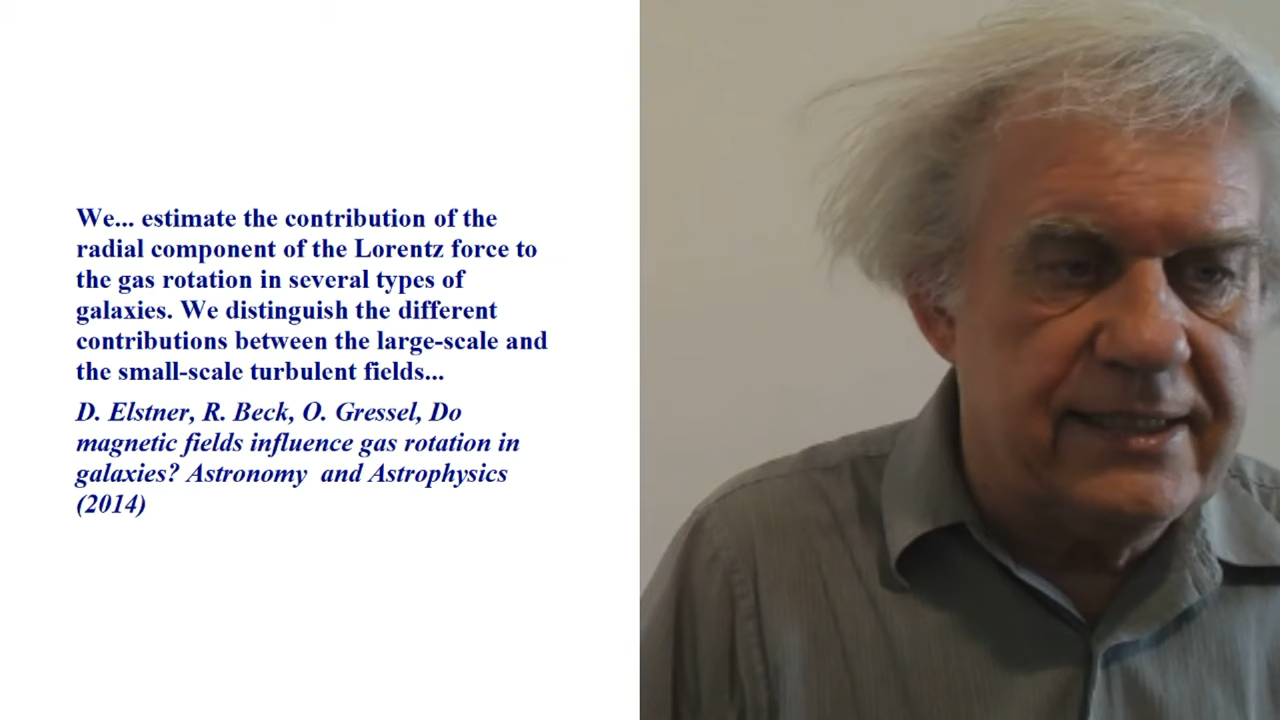 We... estimate the contribution of the
radial component of the Lorentz force to
the gas rotation in several types of
galaxies. We distinguish the different
contributions between the large-scale and
the small-scale turbulent fields...
D. Elstner, R. Beck, O. Gressel, Do
magnetic fields influence gas rotation in
galaxies? Astronomy and Astrophysics
(2014)